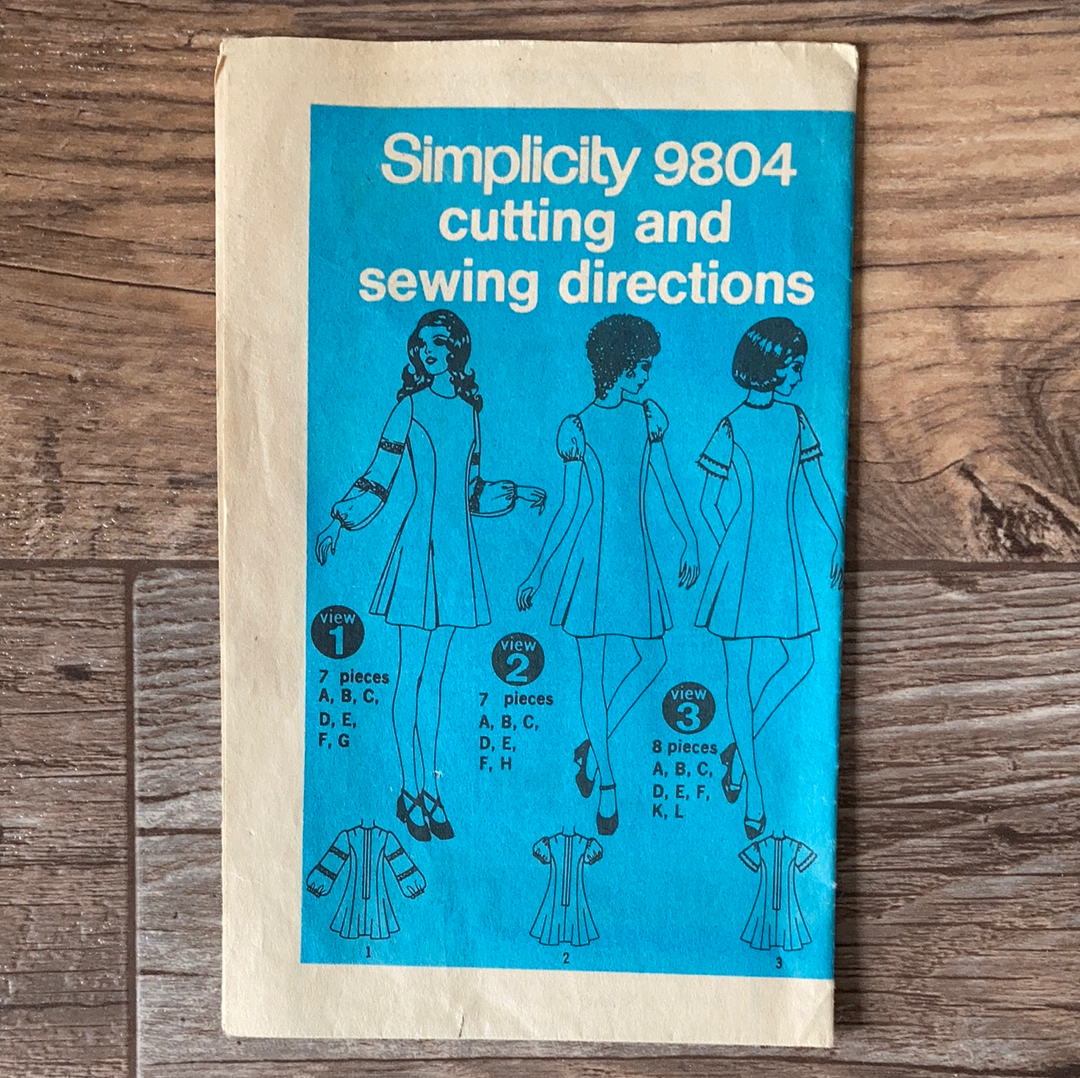 Simplicity 9804
cutting and
sewing directions
view
1
7 pieces
A, B, C,
D, E,
F, G
view
2
7 pieces
A, B, C,
D, E,
F, H
view
3
8 pieces
A, B, C,
D, E, F,
K, L
1
2
3